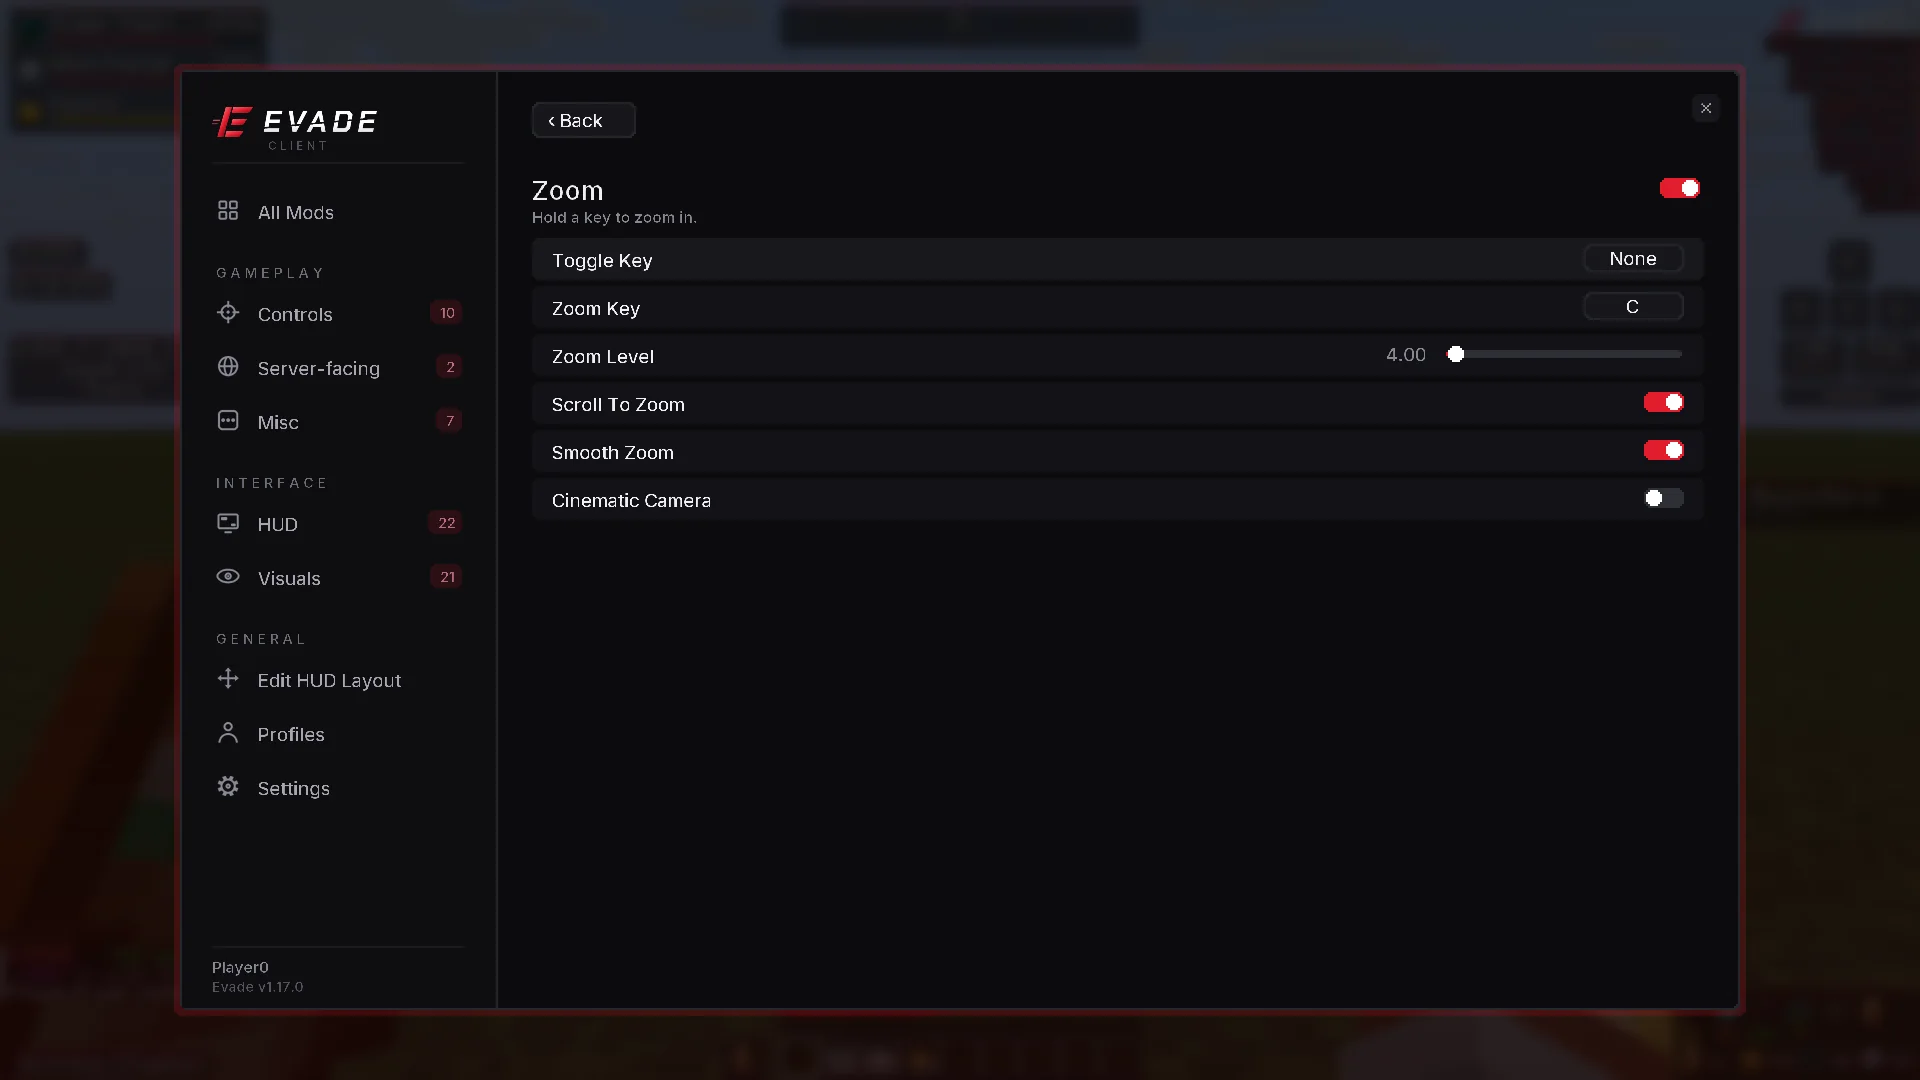 EVADE
CLIENT
All Mods
GAMEPLAY
Controls 10
Server-facing 2
Misc 7
INTERFACE
HUD 22
Visuals 21
GENERAL
Edit HUD Layout
Profiles
Settings
Player0
Evade v1.17.0
‹ Back
Zoom
Hold a key to zoom in.
Toggle Key None
Zoom Key C
Zoom Level 4.00
Scroll To Zoom
Smooth Zoom
Cinematic Camera